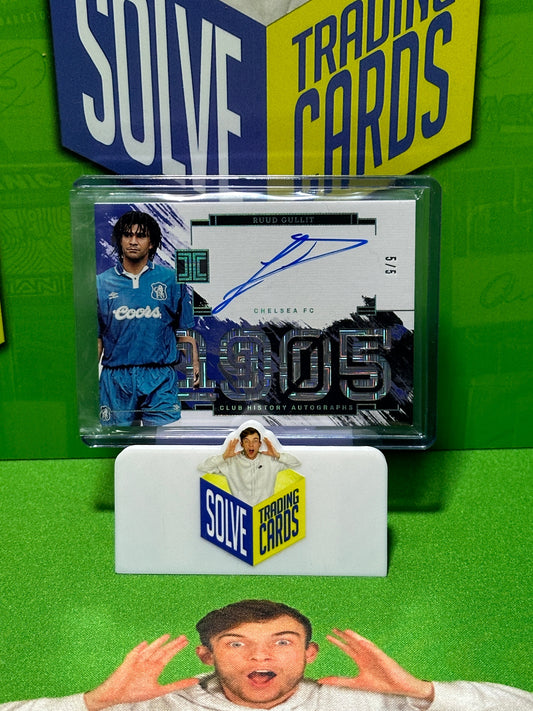 SOLVE
TRADING
CARDS
RUUD GULLIT
5/5
CHELSEA FC
Coors
1905
CLUB HISTORY AUTOGRAPHS
SOLVE
TRADING
CARDS